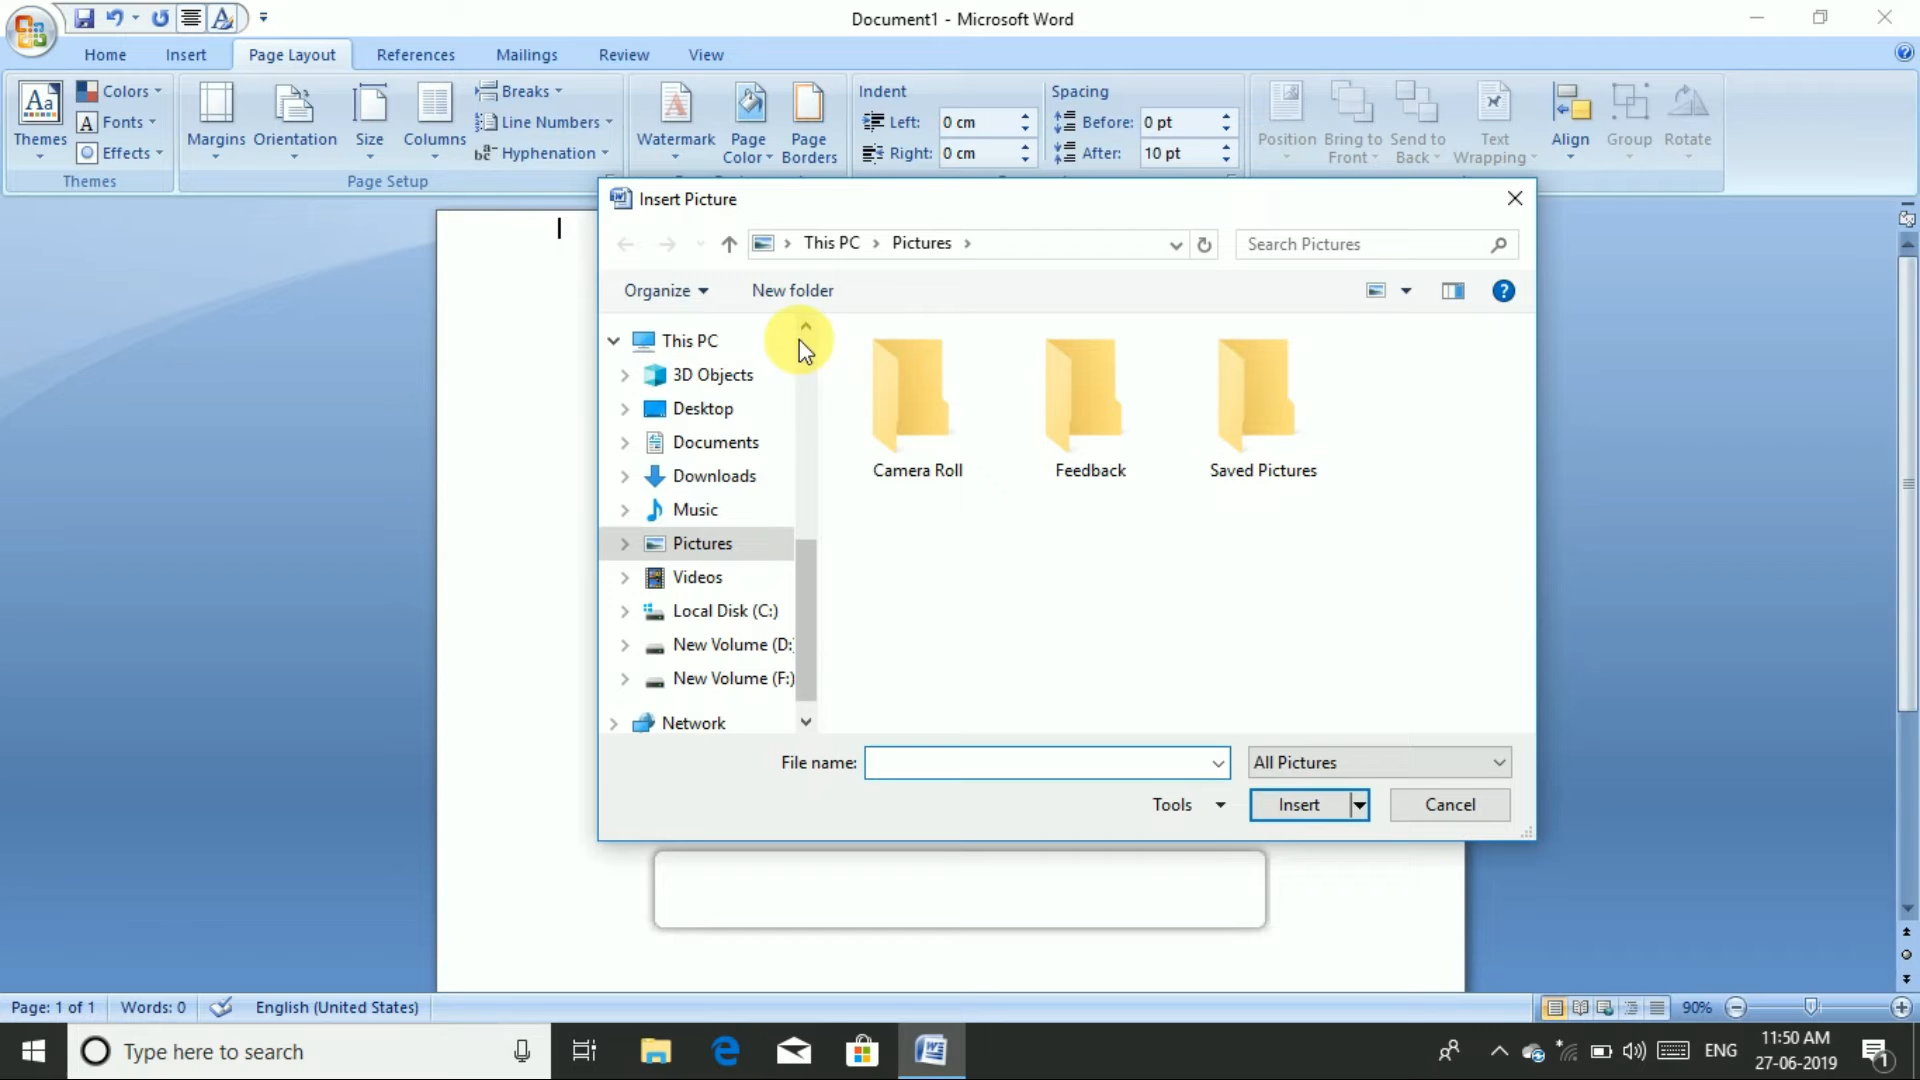 Document1 - Microsoft Word
Home Insert Page Layout References Mailings Review View
Themes
Colors
Fonts
Effects
Themes
Margins
Orientation
Size
Columns
Breaks
Line Numbers
Hyphenation
Page Setup
Watermark
Page Color
Page Borders
Indent
Left: 0 cm
Right: 0 cm
Spacing
Before: 0 pt
After: 10 pt
Position
Bring to Front
Send to Back
Text Wrapping
Align
Group
Rotate
Insert Picture
This PC Pictures
Search Pictures
Organize New folder
This PC
3D Objects
Desktop
Documents
Downloads
Music
Pictures
Videos
Local Disk (C:)
New Volume (D:
New Volume (F:)
Network
Camera Roll
Feedback
Saved Pictures
File name:
All Pictures
Tools Insert Cancel
Page: 1 of 1 Words: 0 English (United States)
90%
Type here to search
ENG
11:50 AM
27-06-2019
1